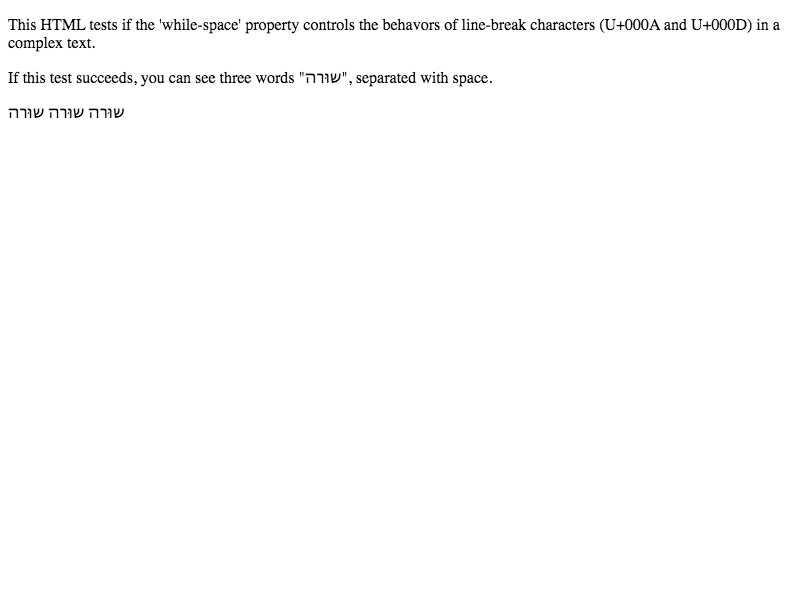 This HTML tests if the 'while-space' property controls the behavors of line-break characters (U+000A and U+000D) in a
complex text.
If this test succeeds, you can see three words "שורה", separated with space.
שורה שורה שורה